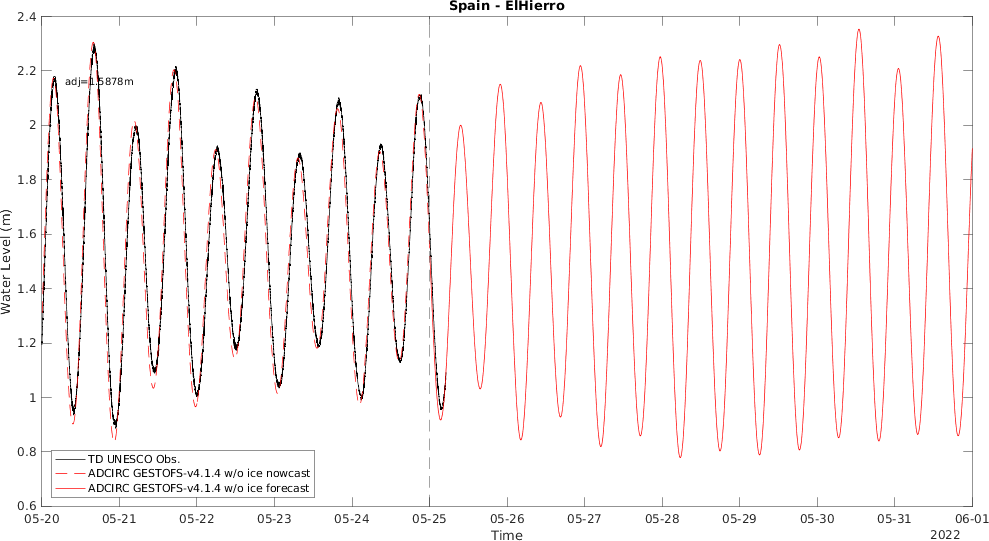 Spain - ElHierro
2.4
2.2
2
1.8
1.6
1.4
1.2
1
0.8
0.6
Water Level (m)
adj=1.5878m
TD UNESCO Obs.
ADCIRC GESTOFS-v4.1.4 w/o ice nowcast
ADCIRC GESTOFS-v4.1.4 w/o ice forecast
05-20 05-21 05-22 05-23 05-24 05-25 05-26 05-27 05-28 05-29 05-30 05-31 06-01
Time
2022